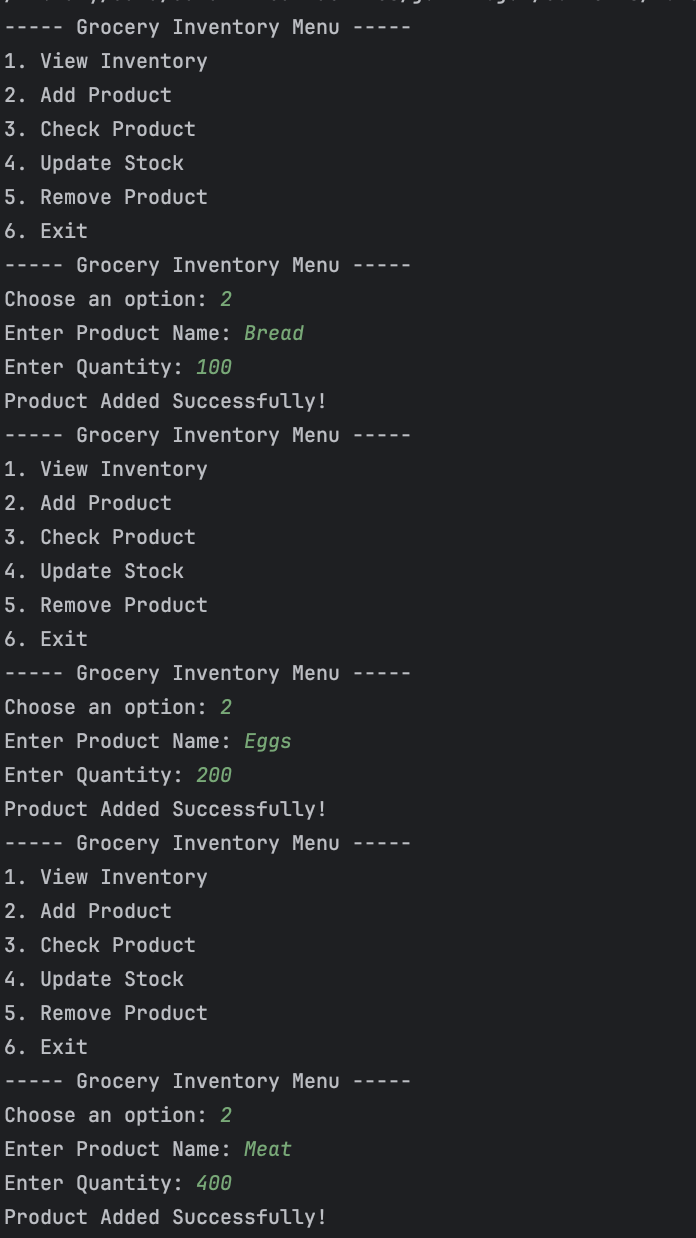 ----- Grocery Inventory Menu -----
1. View Inventory
2. Add Product
3. Check Product
4. Update Stock
5. Remove Product
6. Exit
----- Grocery Inventory Menu -----
Choose an option: 2
Enter Product Name: Bread
Enter Quantity: 100
Product Added Successfully!
----- Grocery Inventory Menu -----
1. View Inventory
2. Add Product
3. Check Product
4. Update Stock
5. Remove Product
6. Exit
----- Grocery Inventory Menu -----
Choose an option: 2
Enter Product Name: Eggs
Enter Quantity: 200
Product Added Successfully!
----- Grocery Inventory Menu -----
1. View Inventory
2. Add Product
3. Check Product
4. Update Stock
5. Remove Product
6. Exit
----- Grocery Inventory Menu -----
Choose an option: 2
Enter Product Name: Meat
Enter Quantity: 400
Product Added Successfully!